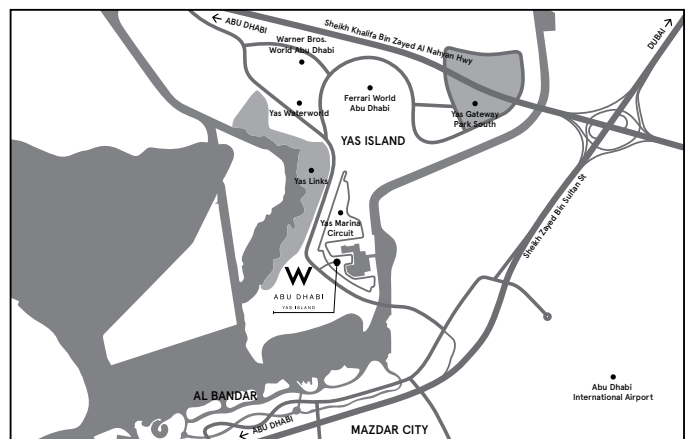 ABU DHABI
Sheikh Khalifa Bin Zayed Al Nahyan Hwy
DUBAI
Warner Bros.
World Abu Dhabi
Ferrari World
Abu Dhabi
Yas Waterworld
Yas Gateway
Park South
YAS ISLAND
Yas Links
Sheikh Zayed Bin Sultan St
Yas Marina
Circuit
W
ABU DHABI
YAS ISLAND
Abu Dhabi
International Airport
AL BANDAR
ABU DHABI
MAZDAR CITY